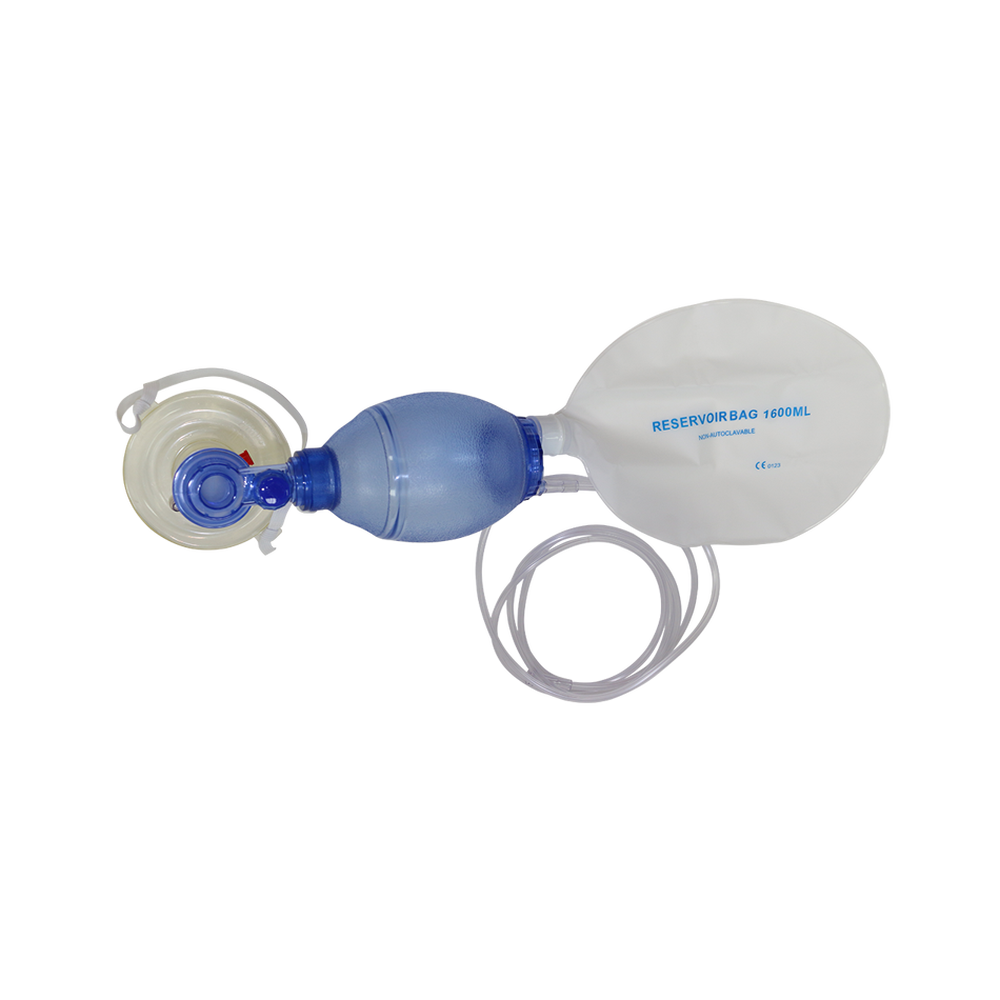 RESERVOIR BAG 1600ML
NON-AUTOCLAVABLE
CE 0123